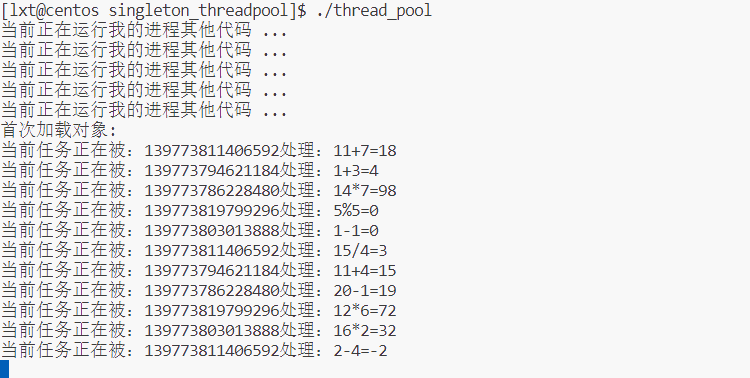 [lxt@centos singleton_threadpool]$ ./thread_pool
当前正在运行我的进程其他代码 ...
当前正在运行我的进程其他代码 ...
当前正在运行我的进程其他代码 ...
当前正在运行我的进程其他代码 ...
当前正在运行我的进程其他代码 ...
首次加载对象:
当前任务正在被: 139773811406592处理: 11+7=18
当前任务正在被: 139773794621184处理: 1+3=4
当前任务正在被: 139773786228480处理: 14*7=98
当前任务正在被: 139773819799296处理: 5%5=0
当前任务正在被: 139773803013888处理: 1-1=0
当前任务正在被: 139773811406592处理: 15/4=3
当前任务正在被: 139773794621184处理: 11+4=15
当前任务正在被: 139773786228480处理: 20-1=19
当前任务正在被: 139773819799296处理: 12*6=72
当前任务正在被: 139773803013888处理: 16*2=32
当前任务正在被: 139773811406592处理: 2-4=-2